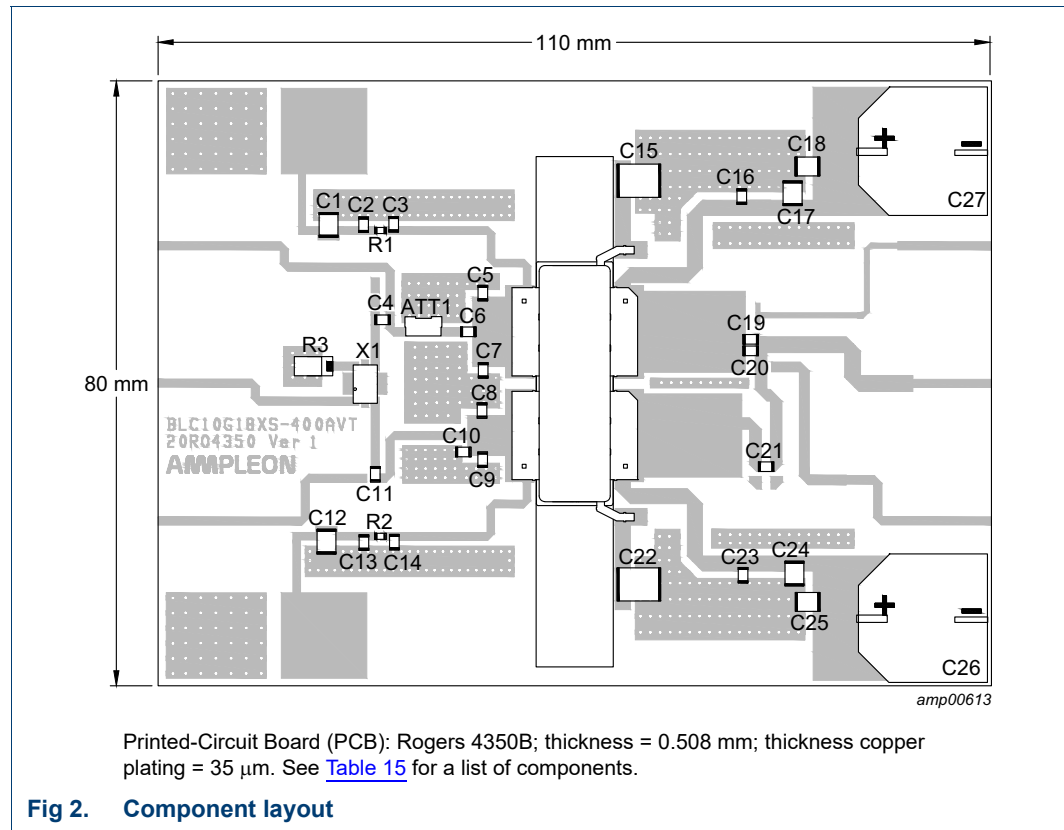 110 mm
C15
C16
C18
C17
C27
C1
C2
C3
R1
C5
C4
ATT1
C6
C19
C20
R3
X1
C7
80 mm
C8
BLC10G18XS-400AVT
20RO4350 Ver 1
AMPLEON
C10
C9
C21
C11
C12
R2
C13
C14
C22
C23
C24
C25
C26
amp00613
Printed-Circuit Board (PCB): Rogers 4350B; thickness = 0.508 mm; thickness copper
plating = 35 μm. See Table 15 for a list of components.
Fig 2. Component layout